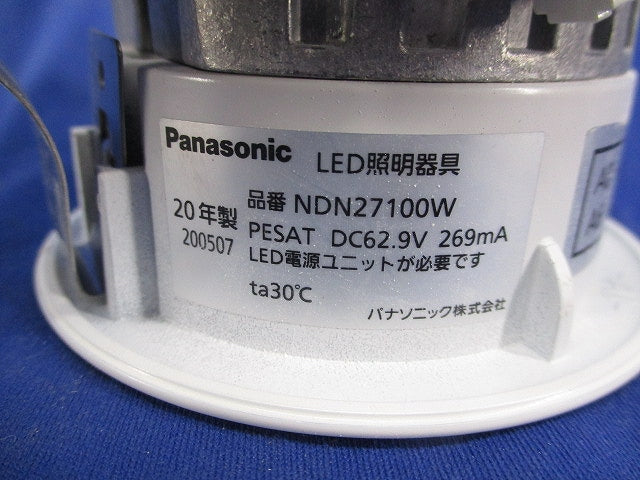 Panasonic LED照明器具
20年製
200507
品番 NDN27100W
PESAT DC62.9V 269mA
LED電源ユニットが必要です
ta30℃
パナソニック株式会社